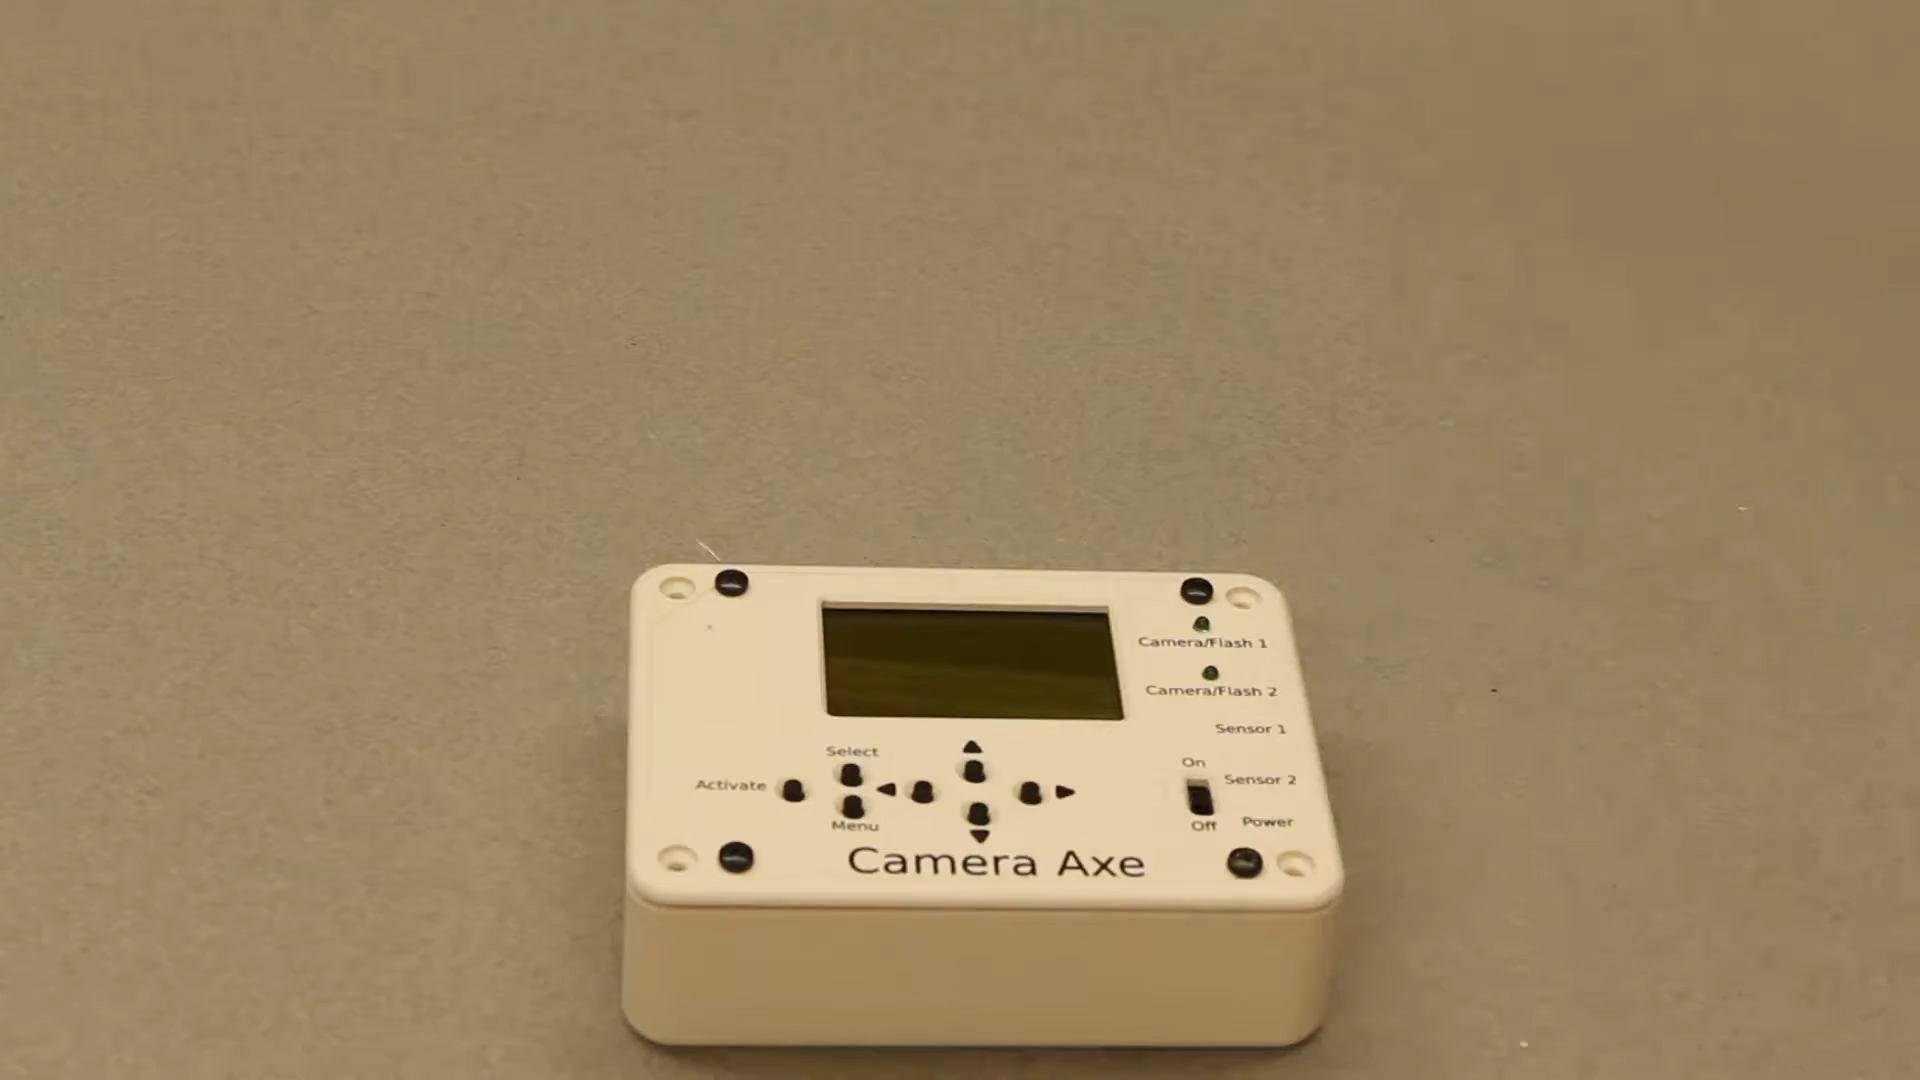 Camera/Flash 1
Camera/Flash 2
Sensor 1
Select
On
Activate
Sensor 2
Menu
Off
Power
Camera Axe